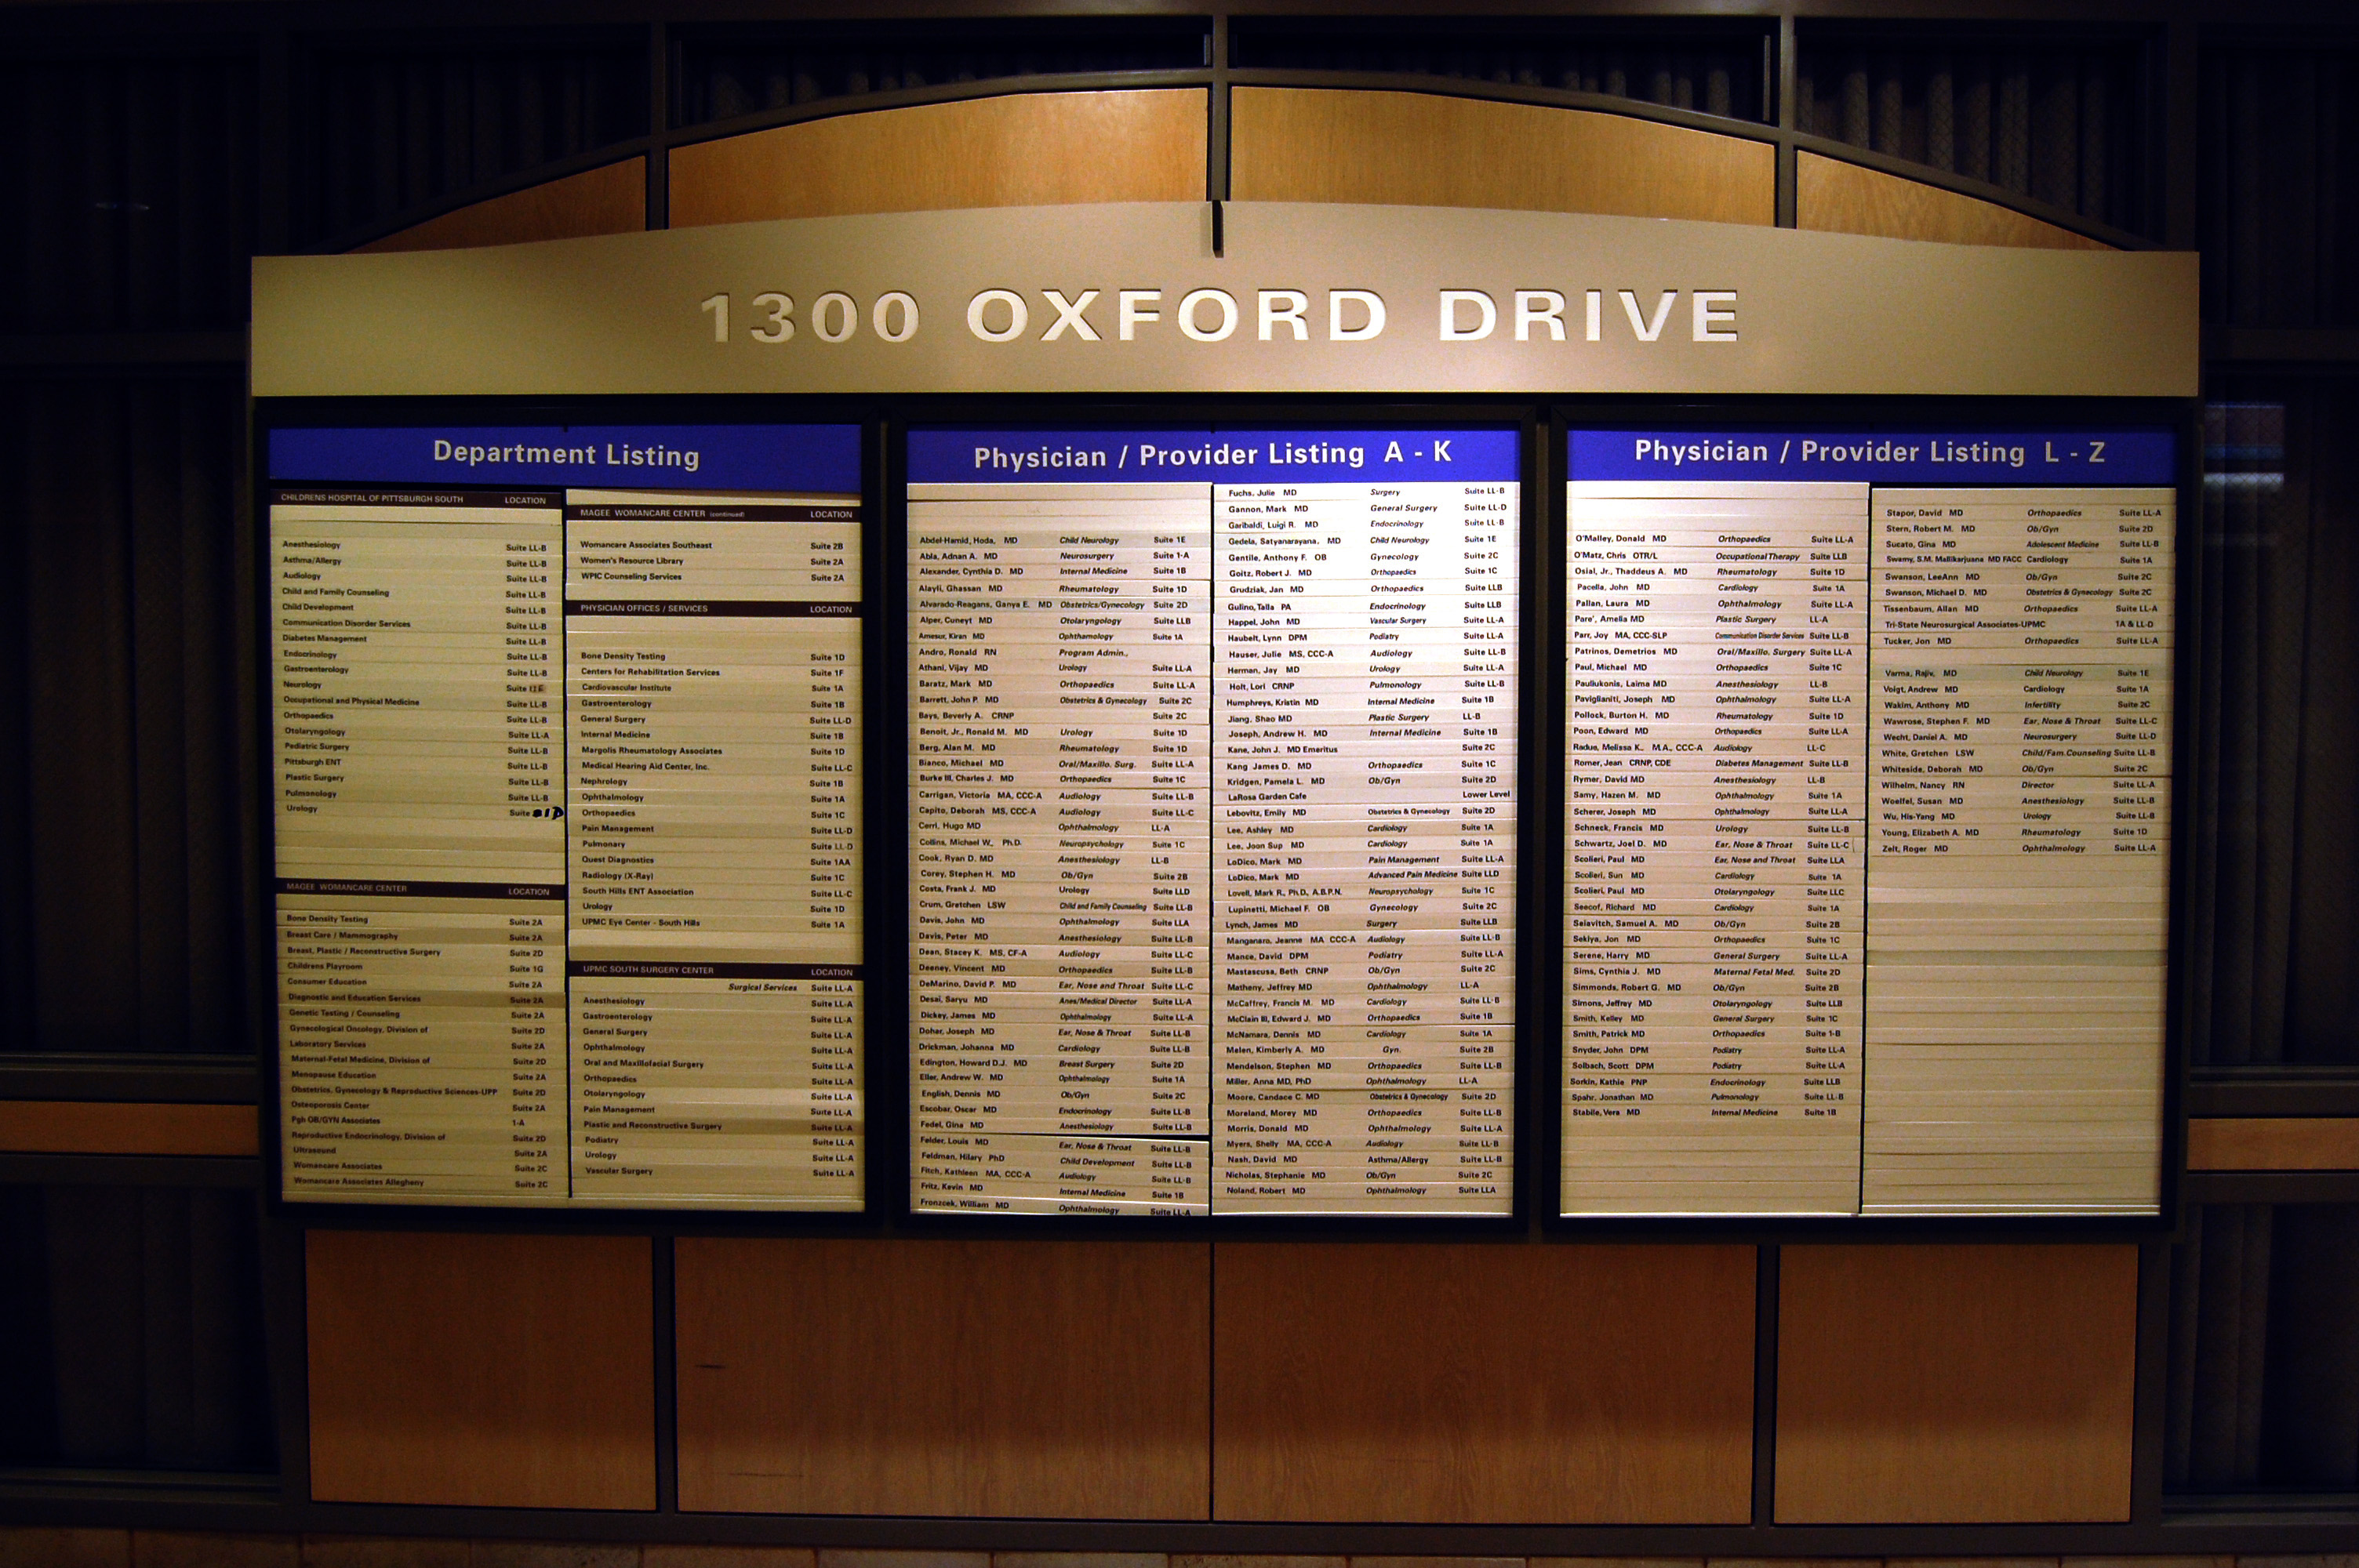 1300 OXFORD DRIVE
Department Listing
CHILDRENS HOSPITAL OF PITTSBURGH SOUTH LOCATION
Anesthesiology Suite LL-B
Asthma/Allergy Suite LL-B
Audiology Suite LL-B
Child and Family Counseling Suite LL-B
Child Development Suite LL-B
Communication Disorder Services Suite LL-B
Diabetes Management Suite LL-B
Endocrinology Suite LL-B
Gastroenterology Suite LL-B
Neurology Suite
Occupational and Physical Medicine Suite LL-B
Orthopaedics Suite LL-B
Otolaryngology Suite LL-A
Pediatric Surgery Suite LL-B
Pittsburgh ENT Suite LL-B
Plastic Surgery Suite LL-B
Pulmonology Suite LL-B
Urology Suite
MAGEE WOMANCARE CENTER LOCATION
Bone Density Testing Suite 2A
Breast Care / Mammography Suite 2A
Breast, Plastic / Reconstructive Surgery Suite 2D
Childrens Playroom Suite 1G
Consumer Education Suite 2A
Diagnostic and Education Services Suite 2A
Genetic Testing / Counseling Suite 2A
Gynecological Oncology, Division of Suite 2D
Laboratory Services Suite 2A
Maternal-Fetal Medicine, Division of Suite 2D
Menopause Education Suite 2A
Obstetrics, Gynecology & Reproductive Sciences-UPP Suite 2D
Osteoporosis Center Suite 2A
Pgh OB/GYN Associates 1-A
Reproductive Endocrinology, Division of Suite 2D
Ultrasound Suite 2A
Womancare Associates Suite 2C
Womancare Associates Allegheny Suite 2C
MAGEE WOMANCARE CENTER (continued) LOCATION
Womancare Associates Southeast Suite 2B
Women's Resource Library Suite 2A
WPIC Counseling Services Suite 2A
PHYSICIAN OFFICES / SERVICES LOCATION
Bone Density Testing Suite 1D
Centers for Rehabilitation Services Suite 1F
Cardiovascular Institute Suite 1A
Gastroenterology Suite 1B
General Surgery Suite LL-D
Internal Medicine Suite 1B
Margolis Rheumatology Associates Suite 1D
Medical Hearing Aid Center, Inc. Suite LL-C
Nephrology Suite 1B
Ophthalmology Suite 1A
Orthopaedics Suite 1C
Pain Management Suite LL-D
Pulmonary Suite LL-D
Quest Diagnostics Suite 1AA
Radiology (X-Ray) Suite 1C
South Hills ENT Association Suite LL-C
Urology Suite 1D
UPMC Eye Center - South Hills Suite 1A
UPMC SOUTH SURGERY CENTER LOCATION
Surgical Services Suite LL-A
Anesthesiology Suite LL-A
Gastroenterology Suite LL-A
General Surgery Suite LL-A
Ophthalmology Suite LL-A
Oral and Maxillofacial Surgery Suite LL-A
Orthopaedics Suite LL-A
Otolaryngology Suite LL-A
Pain Management Suite LL-A
Plastic and Reconstructive Surgery Suite LL-A
Podiatry Suite LL-A
Urology Suite LL-A
Vascular Surgery Suite LL-A
Physician / Provider Listing A - K
Abdel-Hamid, Hoda, MD Child Neurology Suite 1E
Abla, Adnan A. MD Neurosurgery Suite 1-A
Alexander, Cynthia D. MD Internal Medicine Suite 1B
Alayli, Ghassan MD Rheumatology Suite 1D
Alvarado-Reagans, Ganya E. MD Obstetrics/Gynecology Suite 2D
Alper, Cuneyt MD Otolaryngology Suite LLB
Amesur, Kiran MD Ophthamology Suite 1A
Andro, Ronald RN Program Admin.,
Athani, Vijay MD Urology Suite LL-A
Baratz, Mark MD Orthopaedics Suite LL-A
Barrett, John P. MD Obstetrics & Gynecology Suite 2C
Bays, Beverly A. CRNP Suite 2C
Benoit, Jr., Ronald M. MD Urology Suite 1D
Berg, Alan M. MD Rheumatology Suite 1D
Bianco, Michael MD Oral/Maxillo. Surg. Suite LL-A
Burke III, Charles J. MD Orthopaedics Suite 1C
Carrigan, Victoria MA, CCC-A Audiology Suite LL-B
Capito, Deborah MS, CCC-A Audiology Suite LL-C
Cerri, Hugo MD Ophthalmology LL-A
Collins, Michael W., Ph.D. Neuropsychology Suite 1C
Cook, Ryan D. MD Anesthesiology LL-B
Corey, Stephen H. MD Ob/Gyn Suite 2B
Costa, Frank J. MD Urology Suite LLD
Crum, Gretchen LSW Child and Family Counseling Suite LL-B
Davis, John MD Ophthalmology Suite LLA
Davis, Peter MD Anesthesiology Suite LL-B
Dean, Stacey K. MS, CF-A Audiology Suite LL-C
Deeney, Vincent MD Orthopaedics Suite LL-B
DeMarino, David P. MD Ear, Nose and Throat Suite LL-C
Desai, Saryu MD Anes/Medical Director Suite LL-A
Dickey, James MD Ophthalmology Suite LL-A
Dohar, Joseph MD Ear, Nose & Throat Suite LL-B
Drickman, Johanna MD Cardiology Suite LL-B
Edington, Howard D.J. MD Breast Surgery Suite 2D
Eller, Andrew W. MD Ophthalmology Suite 1A
English, Dennis MD Ob/Gyn Suite 2C
Escobar, Oscar MD Endocrinology Suite LL-B
Fedel, Gina MD Anesthesiology Suite LL-B
Felder, Louis MD Ear, Nose & Throat Suite LL-B
Feldman, Hilary PhD Child Development Suite LL-B
Fitch, Kathleen MA, CCC-A Audiology Suite LL-B
Fritz, Kevin MD Internal Medicine Suite 1B
Fronzcek, William MD Ophthalmology Suite LL-A
Fuchs, Julie MD Surgery Suite LL-B
Gannon, Mark MD General Surgery Suite LL-D
Garibaldi, Luigi R. MD Endocrinology Suite LL-B
Gedela, Satyanarayana, MD Child Neurology Suite 1E
Gentile, Anthony F. OB Gynecology Suite 2C
Goitz, Robert J. MD Orthopaedics Suite 1C
Grudziak, Jan MD Orthopaedics Suite LLB
Gulino, Talia PA Endocrinology Suite LLB
Happel, John MD Vascular Surgery Suite LL-A
Haubelt, Lynn DPM Podiatry Suite LL-A
Hauser, Julie MS, CCC-A Audiology Suite LL-B
Herman, Jay MD Urology Suite LL-A
Holt, Lori CRNP Pulmonology Suite LL-B
Humphreys, Kristin MD Internal Medicine Suite 1B
Jiang, Shao MD Plastic Surgery LL-B
Joseph, Andrew H. MD Internal Medicine Suite 1B
Kane, John J. MD Emeritus Suite 2C
Kang James D. MD Orthopaedics Suite 1C
Kridgen, Pamela L. MD Ob/Gyn Suite 2D
LaRosa Garden Cafe Lower Level
Lebovitz, Emily MD Obstetrics & Gynecology Suite 2D
Lee, Ashley MD Cardiology Suite 1A
Lee, Joon Sup MD Cardiology Suite 1A
LoDico, Mark MD Pain Management Suite LL-A
LoDico, Mark MD Advanced Pain Medicine Suite LLD
Lovell, Mark R., Ph.D., A.B.P.N. Neuropsychology Suite 1C
Lupinetti, Michael F. OB Gynecology Suite 2C
Lynch, James MD Surgery Suite LLB
Manganaro, Jeanne MA CCC-A Audiology Suite LL-B
Mance, David DPM Podiatry Suite LL-A
Mastascusa, Beth CRNP Ob/Gyn Suite 2C
Matheny, Jeffrey MD Ophthalmology LL-A
McCaffrey, Francis M. MD Cardiology Suite LL-B
McClain III, Edward J. MD Orthopaedics Suite 1B
McNamara, Dennis MD Cardiology Suite 1A
Melen, Kimberly A. MD Gyn. Suite 2B
Mendelson, Stephen MD Orthopaedics Suite LL-B
Miller, Anna MD, PhD Ophthalmology LL-A
Moore, Candace C. MD Obstetrics & Gynecology Suite 2D
Moreland, Morey MD Orthopaedics Suite LL-B
Morris, Donald MD Ophthalmology Suite LL-A
Myers, Shelly MA, CCC-A Audiology Suite LL-B
Nash, David MD Asthma/Allergy Suite LL-B
Nicholas, Stephanie MD Ob/Gyn Suite 2C
Noland, Robert MD Ophthalmology Suite LLA
Physician / Provider Listing L - Z
O'Malley, Donald MD Orthopaedics Suite LL-A
O'Matz, Chris OTR/L Occupational Therapy Suite LLB
Osial, Jr., Thaddeus A. MD Rheumatology Suite 1D
Pacella, John MD Cardiology Suite 1A
Pallan, Laura MD Ophthalmology Suite LL-A
Pare', Amelia MD Plastic Surgery LL-A
Parr, Joy MA, CCC-SLP Communication Disorder Services Suite LL-B
Patrinos, Demetrios MD Oral/Maxillo. Surgery Suite LL-A
Paul, Michael MD Orthopaedics Suite 1C
Pauliukonis, Laima MD Anesthesiology LL-B
Paviglianiti, Joseph MD Ophthalmology Suite LL-A
Pollock, Burton H. MD Rheumatology Suite 1D
Poon, Edward MD Orthopaedics Suite LL-A
Radue, Melissa K. M.A., CCC-A Audiology LL-C
Romer, Jean CRNP, CDE Diabetes Management Suite LL-B
Rymer, David MD Anesthesiology LL-B
Samy, Hazen M. MD Ophthalmology Suite 1A
Scherer, Joseph MD Ophthalmology Suite LL-A
Schneck, Francis MD Urology Suite LL-B
Schwartz, Joel D. MD Ear, Nose & Throat Suite LL-C
Scolieri, Paul MD Ear, Nose and Throat Suite LLA
Scolieri, Sun MD Cardiology Suite 1A
Scolieri, Paul MD Otolaryngology Suite LLC
Seecof, Richard MD Cardiology Suite 1A
Seiavitch, Samuel A. MD Ob/Gyn Suite 2B
Sekiya, Jon MD Orthopaedics Suite 1C
Serene, Harry MD General Surgery Suite LL-A
Sims, Cynthia J. MD Maternal Fetal Med. Suite 2D
Simmonds, Robert G. MD Ob/Gyn Suite 2B
Simons, Jeffrey MD Otolaryngology Suite LLB
Smith, Kelley MD General Surgery Suite 1C
Smith, Patrick MD Orthopaedics Suite 1-B
Snyder, John DPM Podiatry Suite LL-A
Solbach, Scott DPM Podiatry Suite LL-A
Sorkin, Kathie PNP Endocrinology Suite LLB
Spahr, Jonathan MD Pulmonology Suite LL-B
Stabile, Vera MD Internal Medicine Suite 1B
Stapor, David MD Orthopaedics Suite LL-A
Stern, Robert M. MD Ob/Gyn Suite 2D
Sucato, Gina MD Adolescent Medicine Suite LL-B
Swamy, S.M. Mallikarjuna MD FACC Cardiology Suite 1A
Swanson, LeeAnn MD Ob/Gyn Suite 2C
Swanson, Michael D. MD Obstetrics & Gynecology Suite 2C
Tissenbaum, Allan MD Orthopaedics Suite LL-A
Tri-State Neurosurgical Associates-UPMC 1A & LL-D
Tucker, Jon MD Orthopaedics Suite LL-A
Varma, Rajiv, MD Child Neurology Suite 1E
Voigt, Andrew MD Cardiology Suite 1A
Wakim, Anthony MD Infertility Suite 2C
Wawrose, Stephen F. MD Ear, Nose & Throat Suite LL-C
Wecht, Daniel A. MD Neurosurgery Suite LL-D
White, Gretchen LSW Child/Fam.Counseling Suite LL-B
Whiteside, Deborah MD Ob/Gyn Suite 2C
Wilhelm, Nancy RN Director Suite LL-A
Woelfel, Susan MD Anesthesiology Suite LL-B
Wu, His-Yang MD Urology Suite LL-B
Young, Elizabeth A. MD Rheumatology Suite 1D
Zelt, Roger MD Ophthalmology Suite LL-A